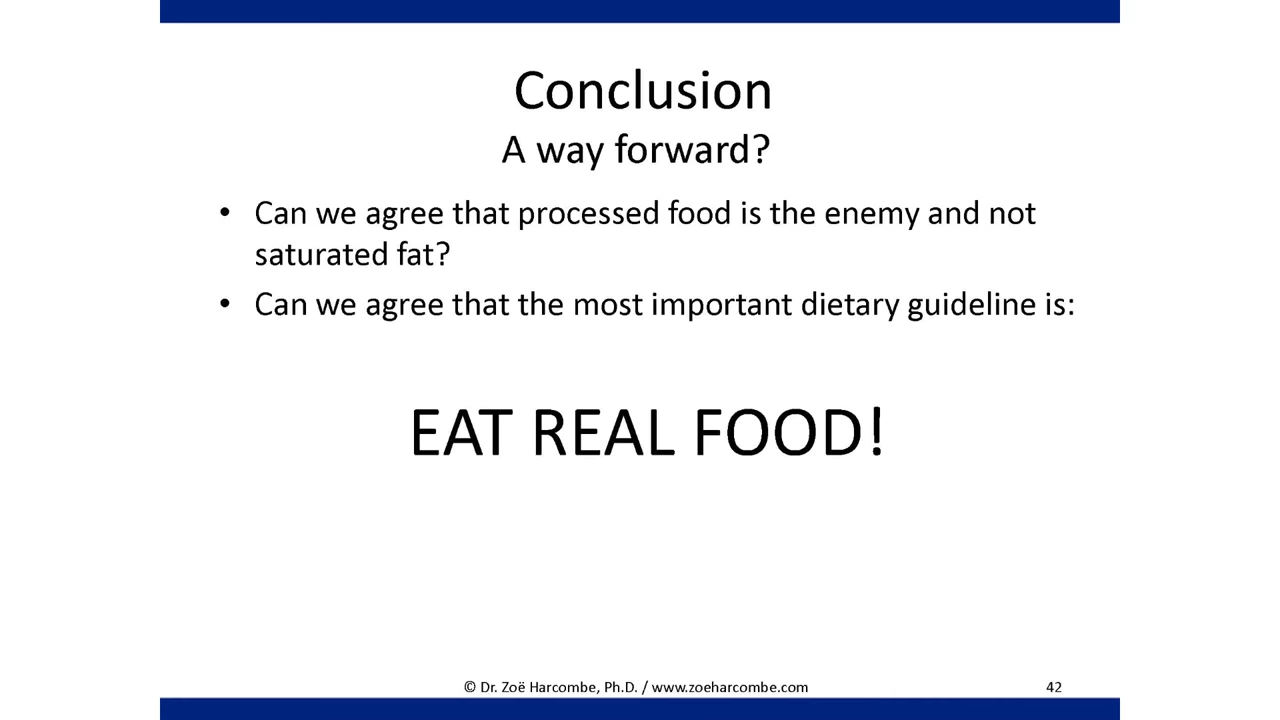 Conclusion
A way forward?
• Can we agree that processed food is the enemy and not
saturated fat?
• Can we agree that the most important dietary guideline is:
EAT REAL FOOD!
© Dr. Zoë Harcombe, Ph.D. / www.zoeharcombe.com 42